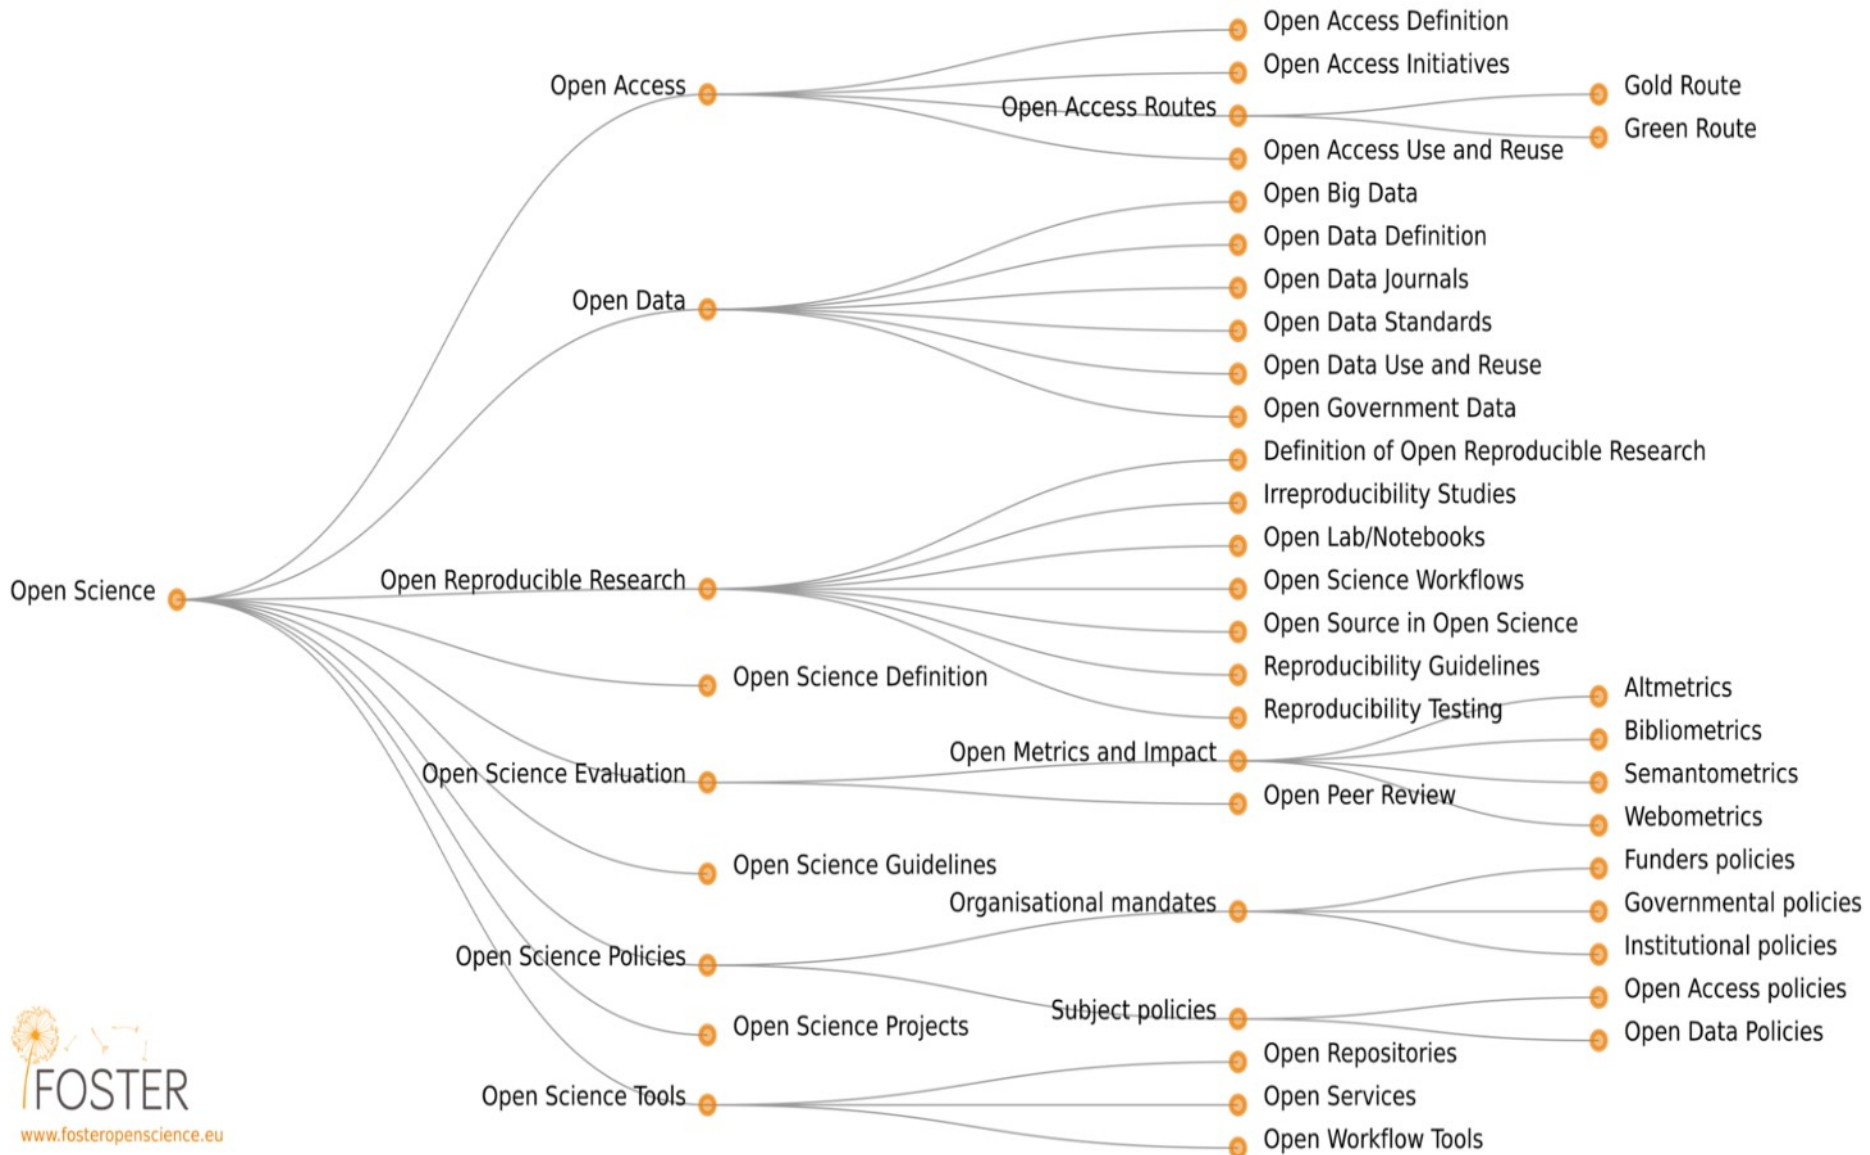 Open Science
Open Access
Open Access Definition
Open Access Initiatives
Open Access Routes
Gold Route
Green Route
Open Access Use and Reuse
Open Data
Open Big Data
Open Data Definition
Open Data Journals
Open Data Standards
Open Data Use and Reuse
Open Government Data
Open Reproducible Research
Definition of Open Reproducible Research
Irreproducibility Studies
Open Lab/Notebooks
Open Science Workflows
Open Source in Open Science
Reproducibility Guidelines
Reproducibility Testing
Open Science Definition
Open Science Evaluation
Open Metrics and Impact
Altmetrics
Bibliometrics
Semantometrics
Webometrics
Open Peer Review
Open Science Guidelines
Open Science Policies
Organisational mandates
Funders policies
Governmental policies
Institutional policies
Subject policies
Open Access policies
Open Data Policies
Open Science Projects
Open Science Tools
Open Repositories
Open Services
Open Workflow Tools
FOSTER
www.fosteropenscience.eu